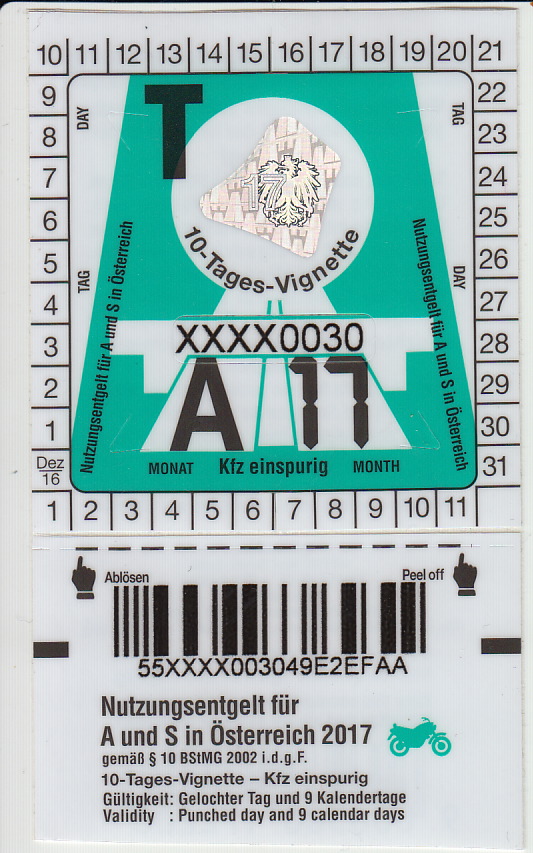 10 11 12 13 14 15 16 17 18 19 20 21
9 DAY T TAG 22
8 23
7 17 24
6 25
10-Tages-Vignette
5 TAG DAY 26
4 27
Nutzungsentgelt für A und S in Österreich
Nutzungsentgelt für A und S in Österreich
3 XXXX0030 28
2 A 17 29
1 30
Dez 16 MONAT Kfz einspurig MONTH 31
1 2 3 4 5 6 7 8 9 10 11
Ablösen Peel off
55XXXX003049E2EFAA
Nutzungsentgelt für
A und S in Österreich 2017
gemäß § 10 BStMG 2002 i.d.g.F.
10-Tages-Vignette – Kfz einspurig
Gültigkeit: Gelochter Tag und 9 Kalendertage
Validity : Punched day and 9 calendar days